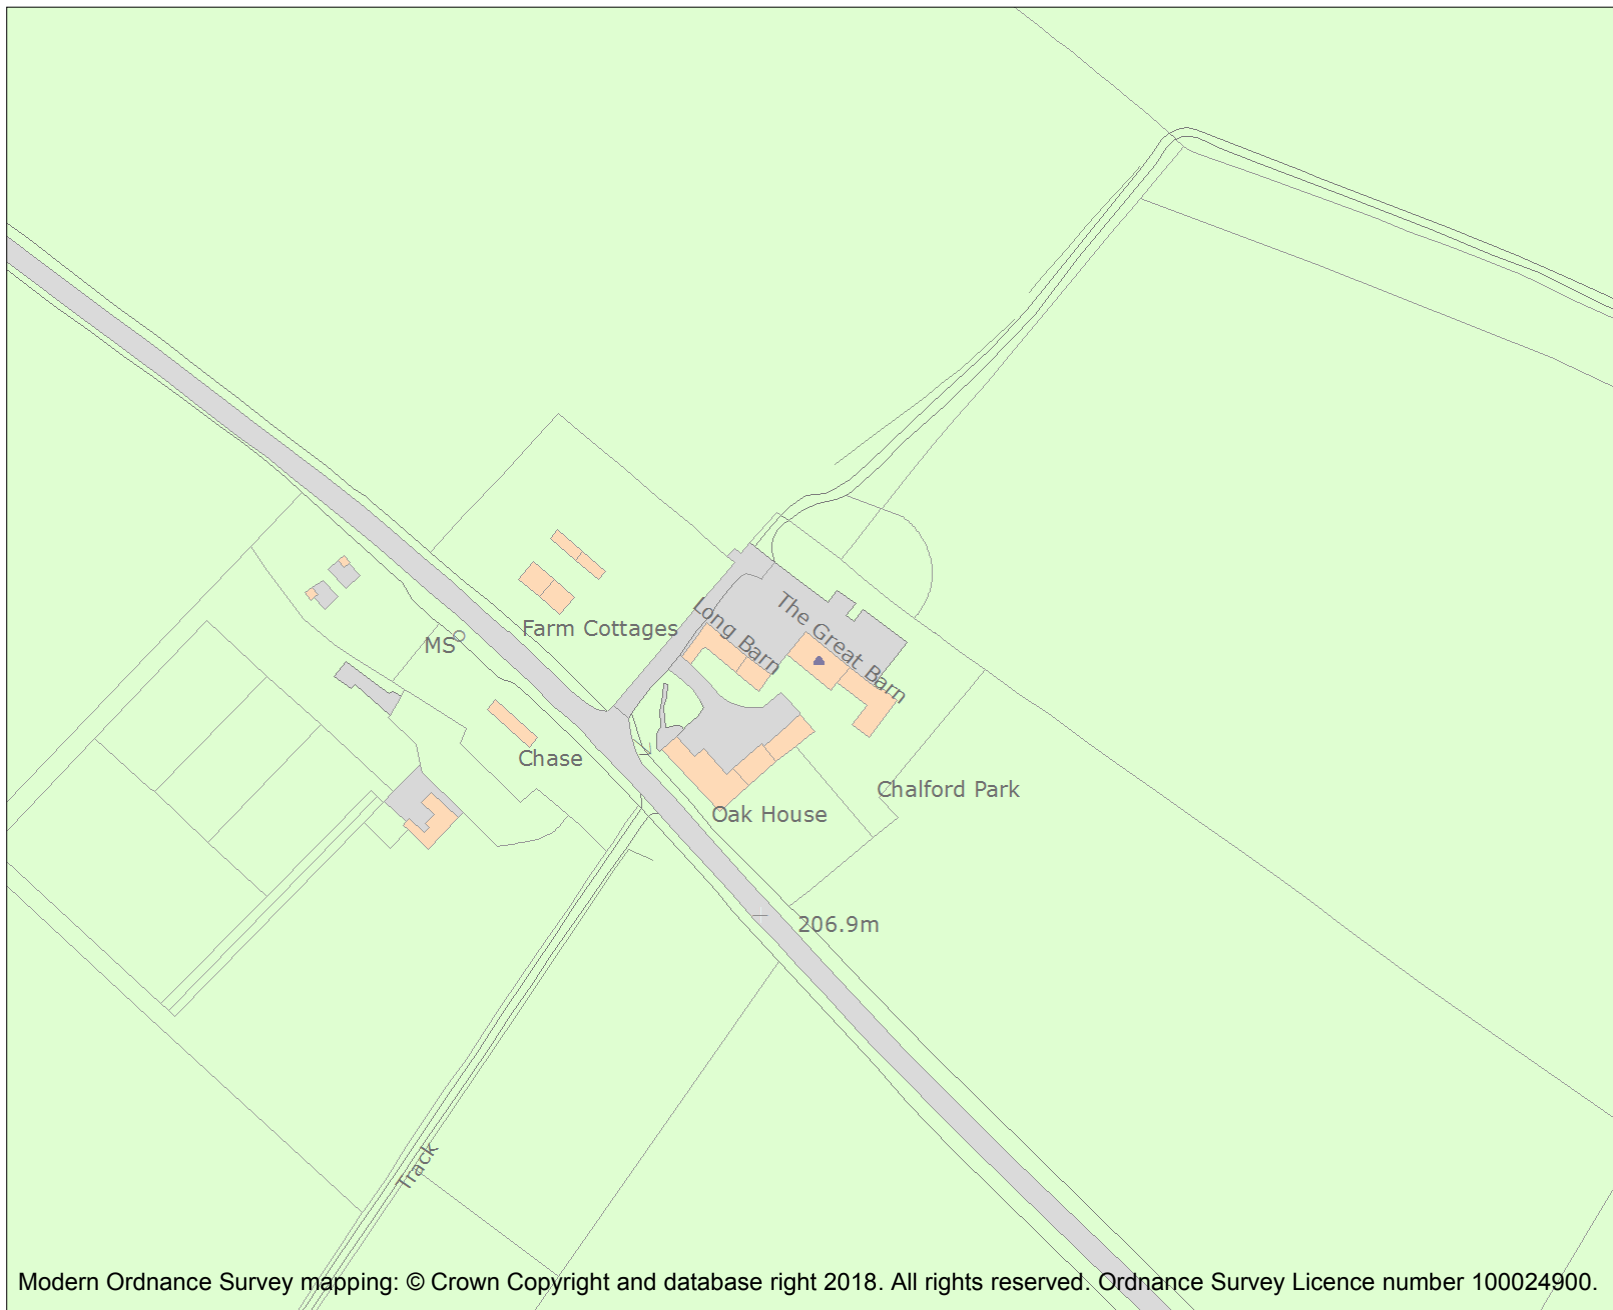 Long Barn
The Great Barn
Farm Cottages
MS
Chase
Chalford Park
Oak House
206.9m
Track
Modern Ordnance Survey mapping: © Crown Copyright and database right 2018. All rights reserved. Ordnance Survey Licence number 100024900.